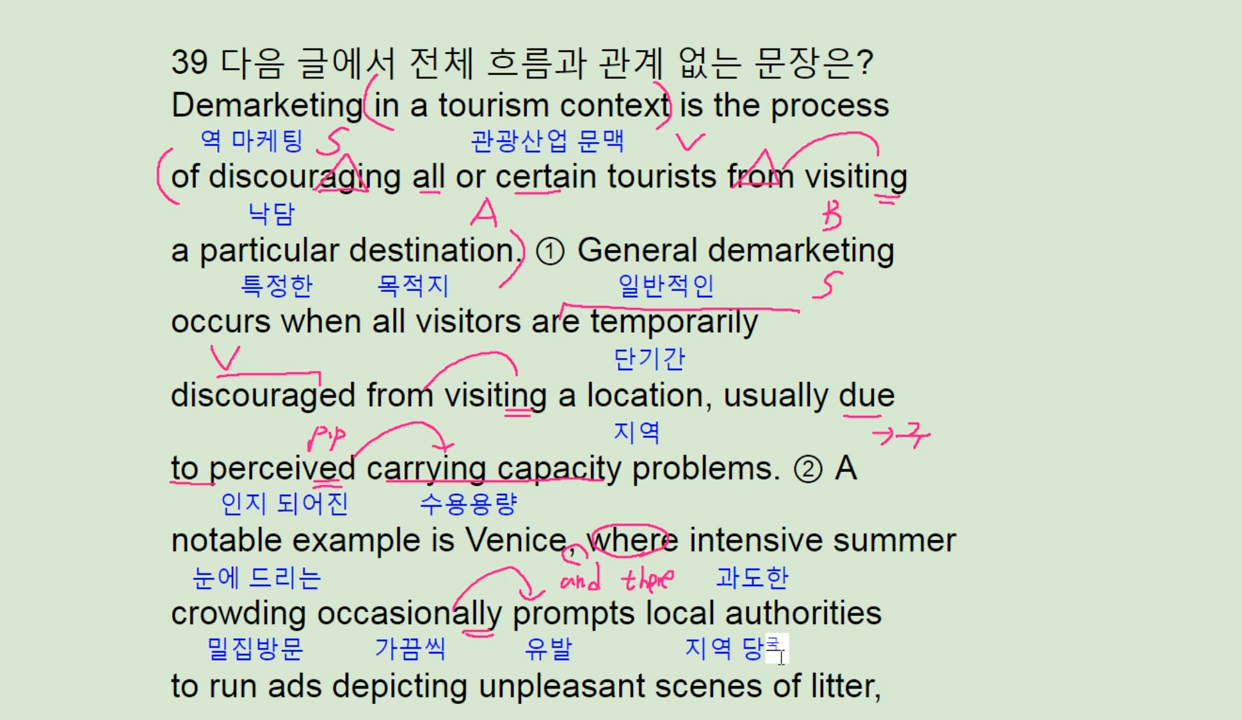 39 다음 글에서 전체 흐름과 관계 없는 문장은?
Demarketing (in a tourism context) is the process
역 마케팅 S 관광산업 문맥 V
(of discouraging all or certain tourists from visiting
낙담 A B
a particular destination.) ① General demarketing
특정한 목적지 일반적인 S
occurs when all visitors are temporarily
V 단기간
discouraged from visiting a location, usually due
p.p 지역 → 구
to perceived carrying capacity problems. ② A
인지 되어진 수용용량
notable example is Venice, where intensive summer
눈에 드리는 and there 과도한
crowding occasionally prompts local authorities
밀집방문 가끔씩 유발 지역 당국
to run ads depicting unpleasant scenes of litter,